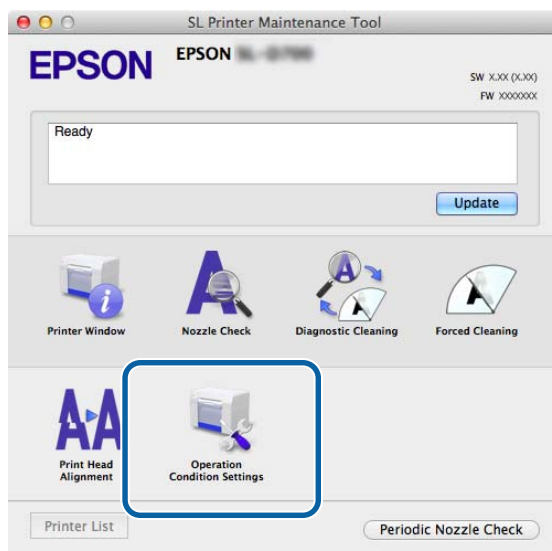 SL Printer Maintenance Tool
EPSON
EPSON
SW X.XX (X.XX)
FW XXXXXXX
Ready
Update
Printer Window
Nozzle Check
Diagnostic Cleaning
Forced Cleaning
Print Head
Alignment
Operation
Condition Settings
Printer List
Periodic Nozzle Check